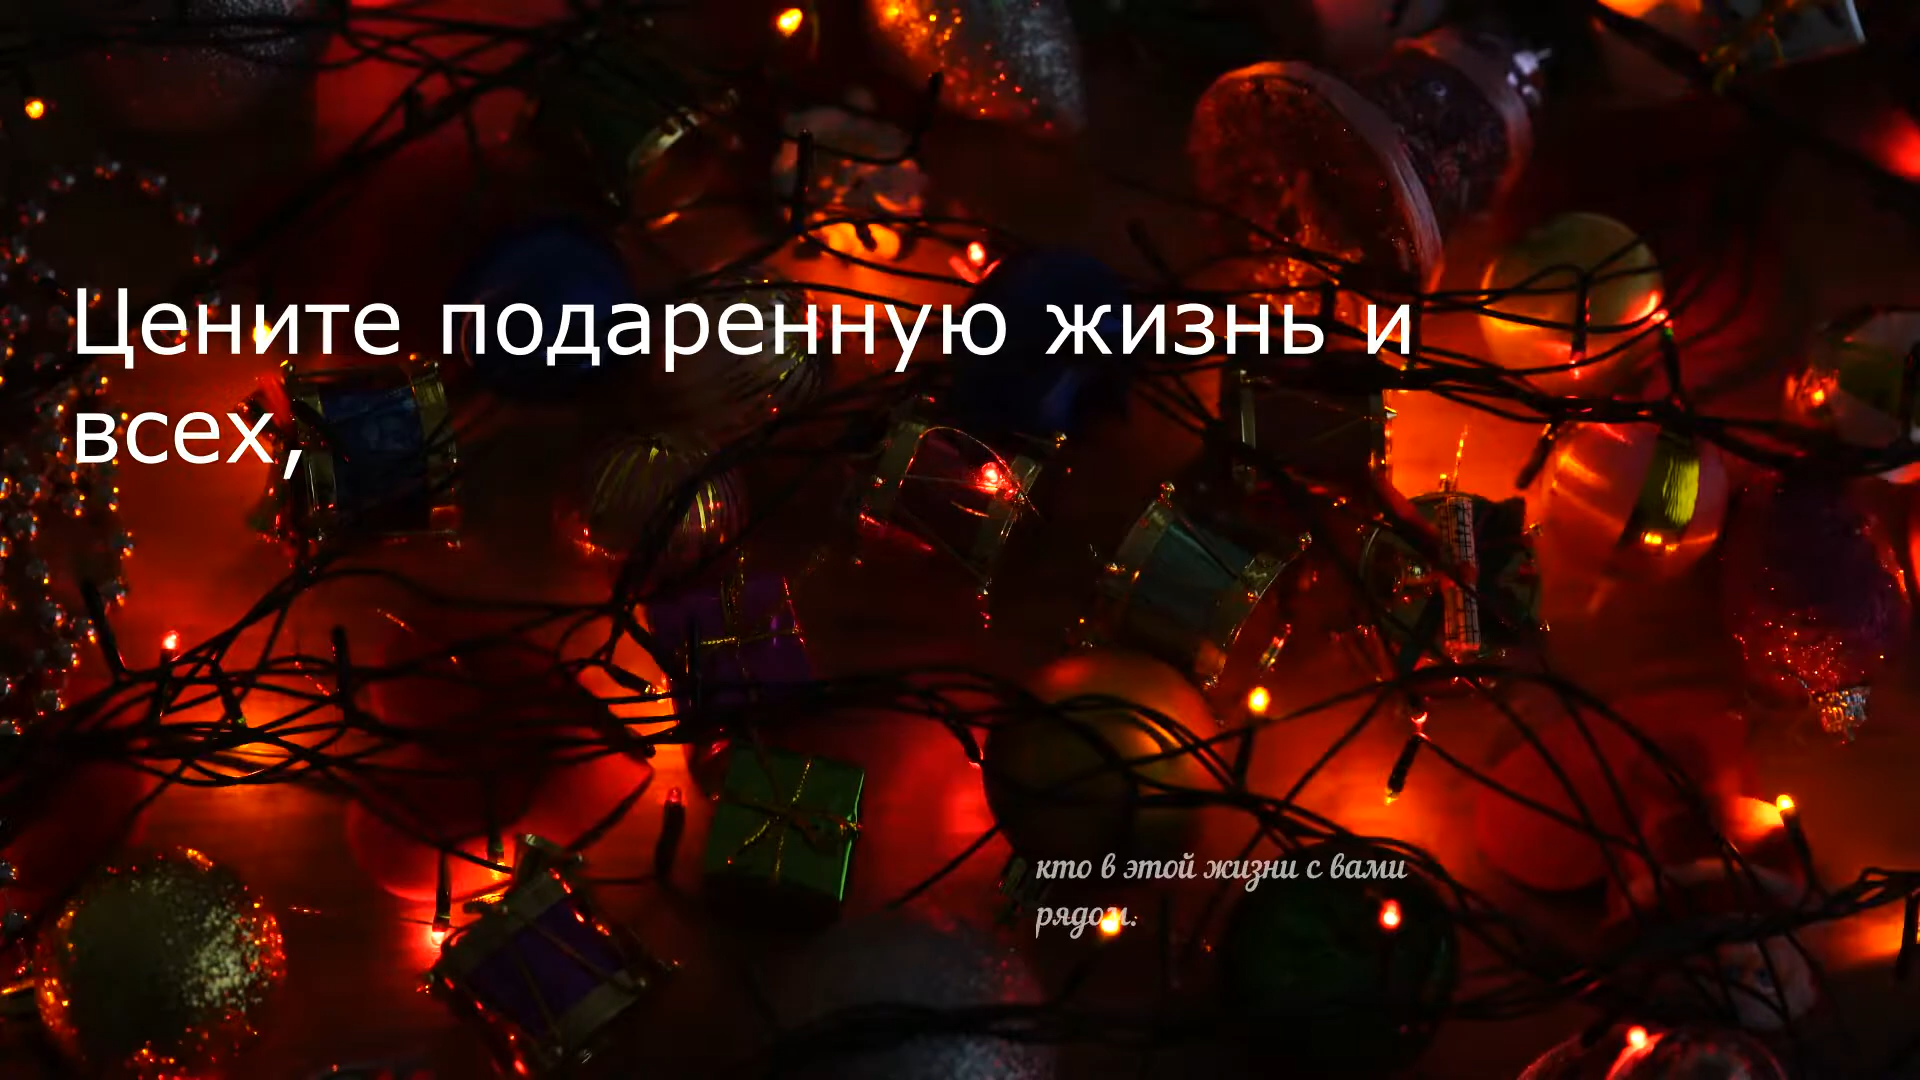 Цените подаренную жизнь и
всех,
кто в этой жизни с вами
рядом.